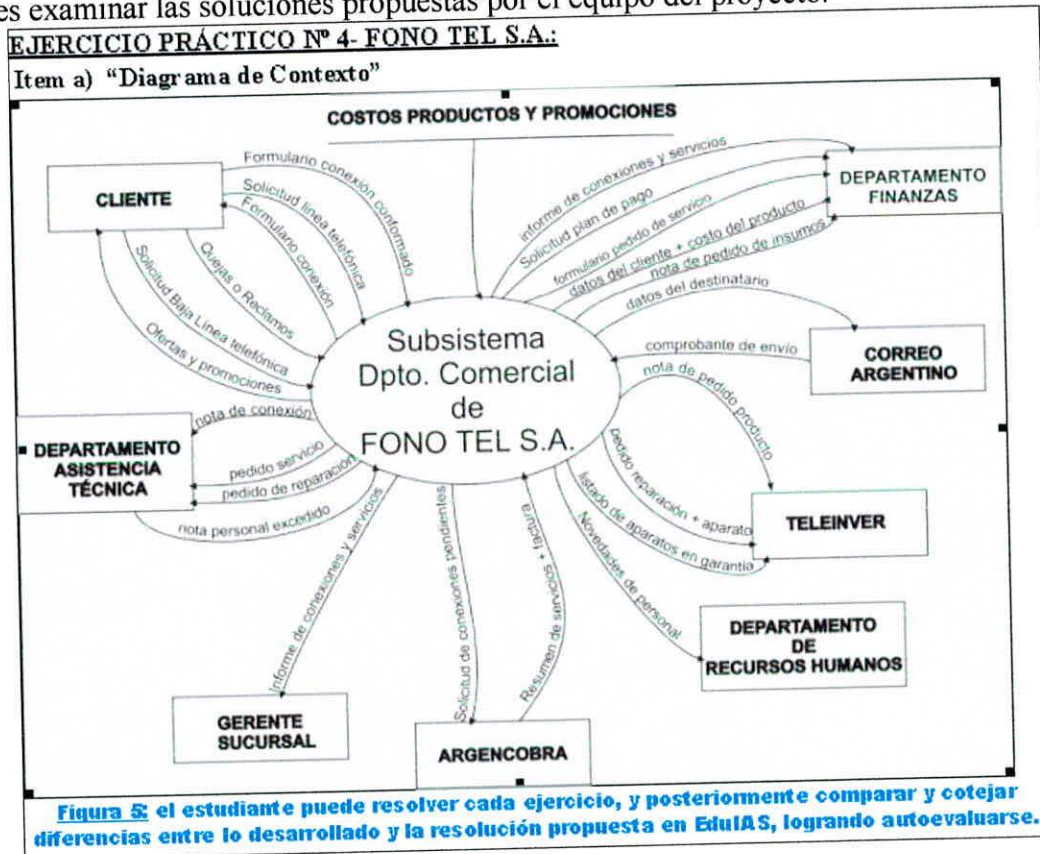 es examinar las soluciones propuestas por el equipo del proyecto.
EJERCICIO PRÁCTICO Nº 4- FONO TEL S.A.:
Item a) “Diagrama de Contexto”
COSTOS PRODUCTOS Y PROMOCIONES
CLIENTE
Formulario conexión conformado
Solicitud linea telefónica
Formulario conexión
Quejas o Reclamos
Solicitud Baja Línea telefónica
Ofertas y promociones
informe de conexiones y servicios
Solicitud plan de pago
formulario pedido de servicio
datos del cliente + costo del producto
nota de pedido de insumos
DEPARTAMENTO
FINANZAS
datos del destinatario
comprobante de envío
CORREO
ARGENTINO
Subsistema
Dpto. Comercial
de
FONO TEL S.A.
nota de conexión
pedido servicio
pedido de reparación
nota personal excedido
DEPARTAMENTO
ASISTENCIA
TÉCNICA
nota de pedido producto
pedido reparación + aparato
listado de aparatos en garantia
TELEINVER
Novedades de personal
DEPARTAMENTO
DE
RECURSOS HUMANOS
Informe de conexiones y servicios
GERENTE
SUCURSAL
Solicitud de conexiones pendientes
Resumen de servicios + factura
ARGENCOBRA
Figura 5: el estudiante puede resolver cada ejercicio, y posteriormente comparar y cotejar
diferencias entre lo desarrollado y la resolución propuesta en EduIAS, logrando autoevaluarse.